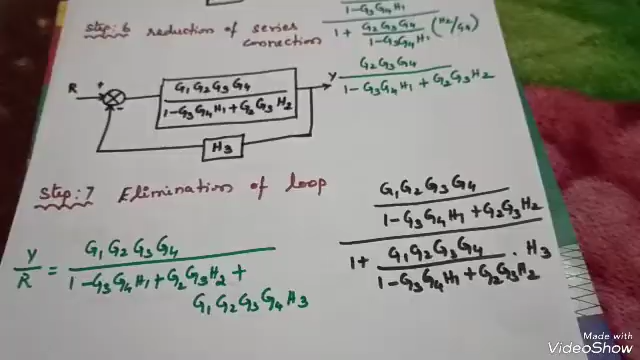 Step: 6 reduction of series
connection
1-G3G4H1
1 + G2G3G4/1-G3G4H1 (H2/G4)
G2G3G4
1-G3G4H1 + G2G3H2
R + - G1G2G3G4 Y
1-G3G4H1+G2G3H2
H3
Step: 7 Elimination of loop
G1G2G3G4
1-G3G4H1+G2G3H2
1+ G1G2G3G4/1-G3G4H1+G2G3H2 . H3
Y/R = G1G2G3G4
1-G3G4H1+G2G3H2+
G1G2G3G4H3
Made with
VideoShow